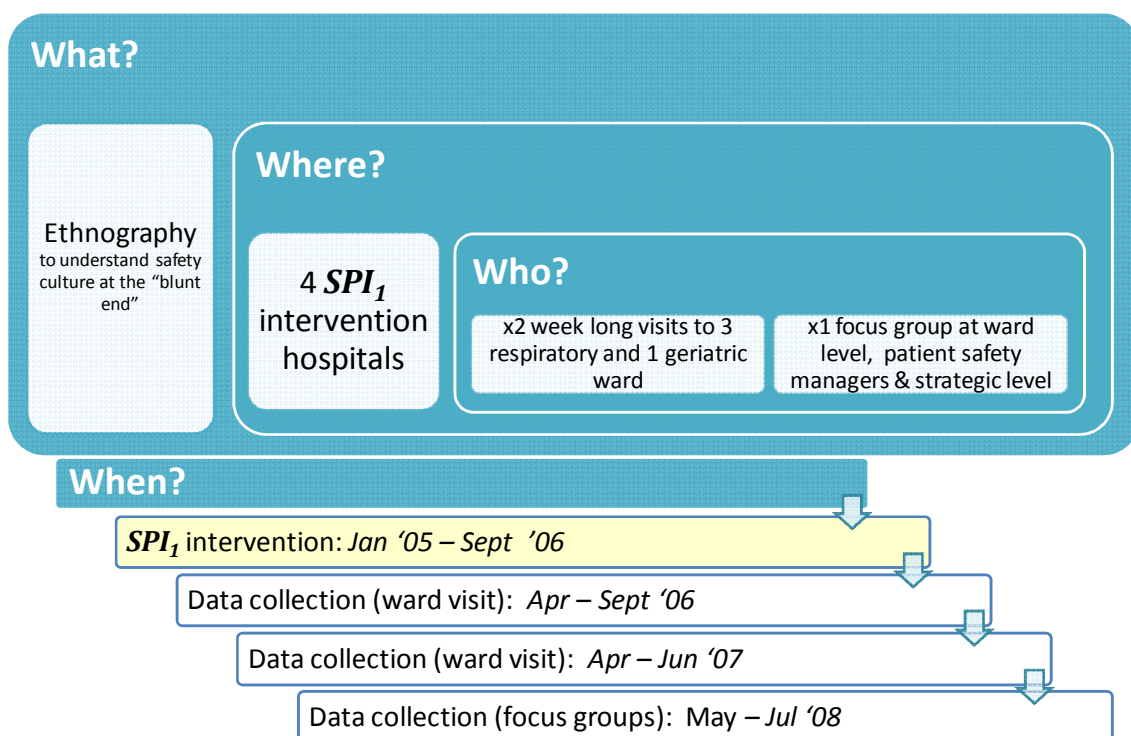 What?
Ethnography
to understand safety
culture at the “blunt
end”
Where?
4 SPI1
intervention
hospitals
Who?
x2 week long visits to 3
respiratory and 1 geriatric
ward
x1 focus group at ward
level, patient safety
managers & strategic level
When?
SPI1 intervention: Jan ‘05 – Sept ’06
Data collection (ward visit): Apr – Sept ‘06
Data collection (ward visit): Apr – Jun ‘07
Data collection (focus groups): May – Jul ‘08